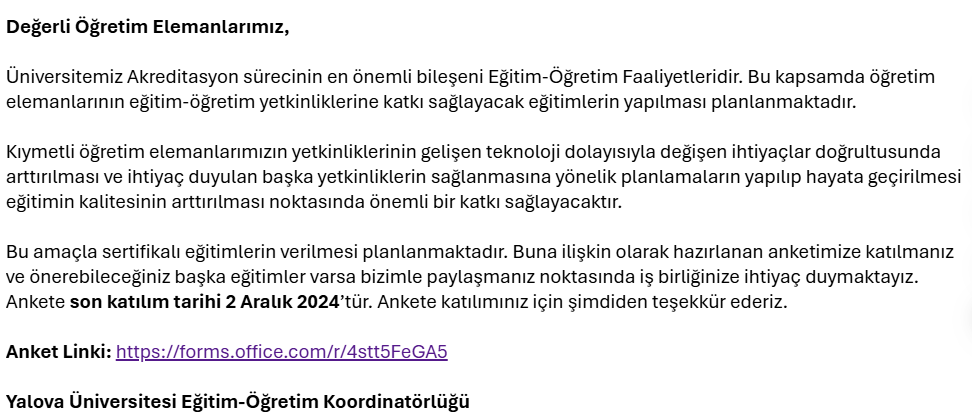 Değerli Öğretim Elemanlarımız,
Üniversitemiz Akreditasyon sürecinin en önemli bileşeni Eğitim-Öğretim Faaliyetleridir. Bu kapsamda öğretim
elemanlarının eğitim-öğretim yetkinliklerine katkı sağlayacak eğitimlerin yapılması planlanmaktadır.
Kıymetli öğretim elemanlarımızın yetkinliklerinin gelişen teknoloji dolayısıyla değişen ihtiyaçlar doğrultusunda
arttırılması ve ihtiyaç duyulan başka yetkinliklerin sağlanmasına yönelik planlamaların yapılıp hayata geçirilmesi
eğitimin kalitesinin arttırılması noktasında önemli bir katkı sağlayacaktır.
Bu amaçla sertifikalı eğitimlerin verilmesi planlanmaktadır. Buna ilişkin olarak hazırlanan anketimize katılmanız
ve önerebileceğiniz başka eğitimler varsa bizimle paylaşmanız noktasında iş birliğinize ihtiyaç duymaktayız.
Ankete son katılım tarihi 2 Aralık 2024’tür. Ankete katılımınız için şimdiden teşekkür ederiz.
Anket Linki: https://forms.office.com/r/4stt5FeGA5
Yalova Üniversitesi Eğitim-Öğretim Koordinatörlüğü